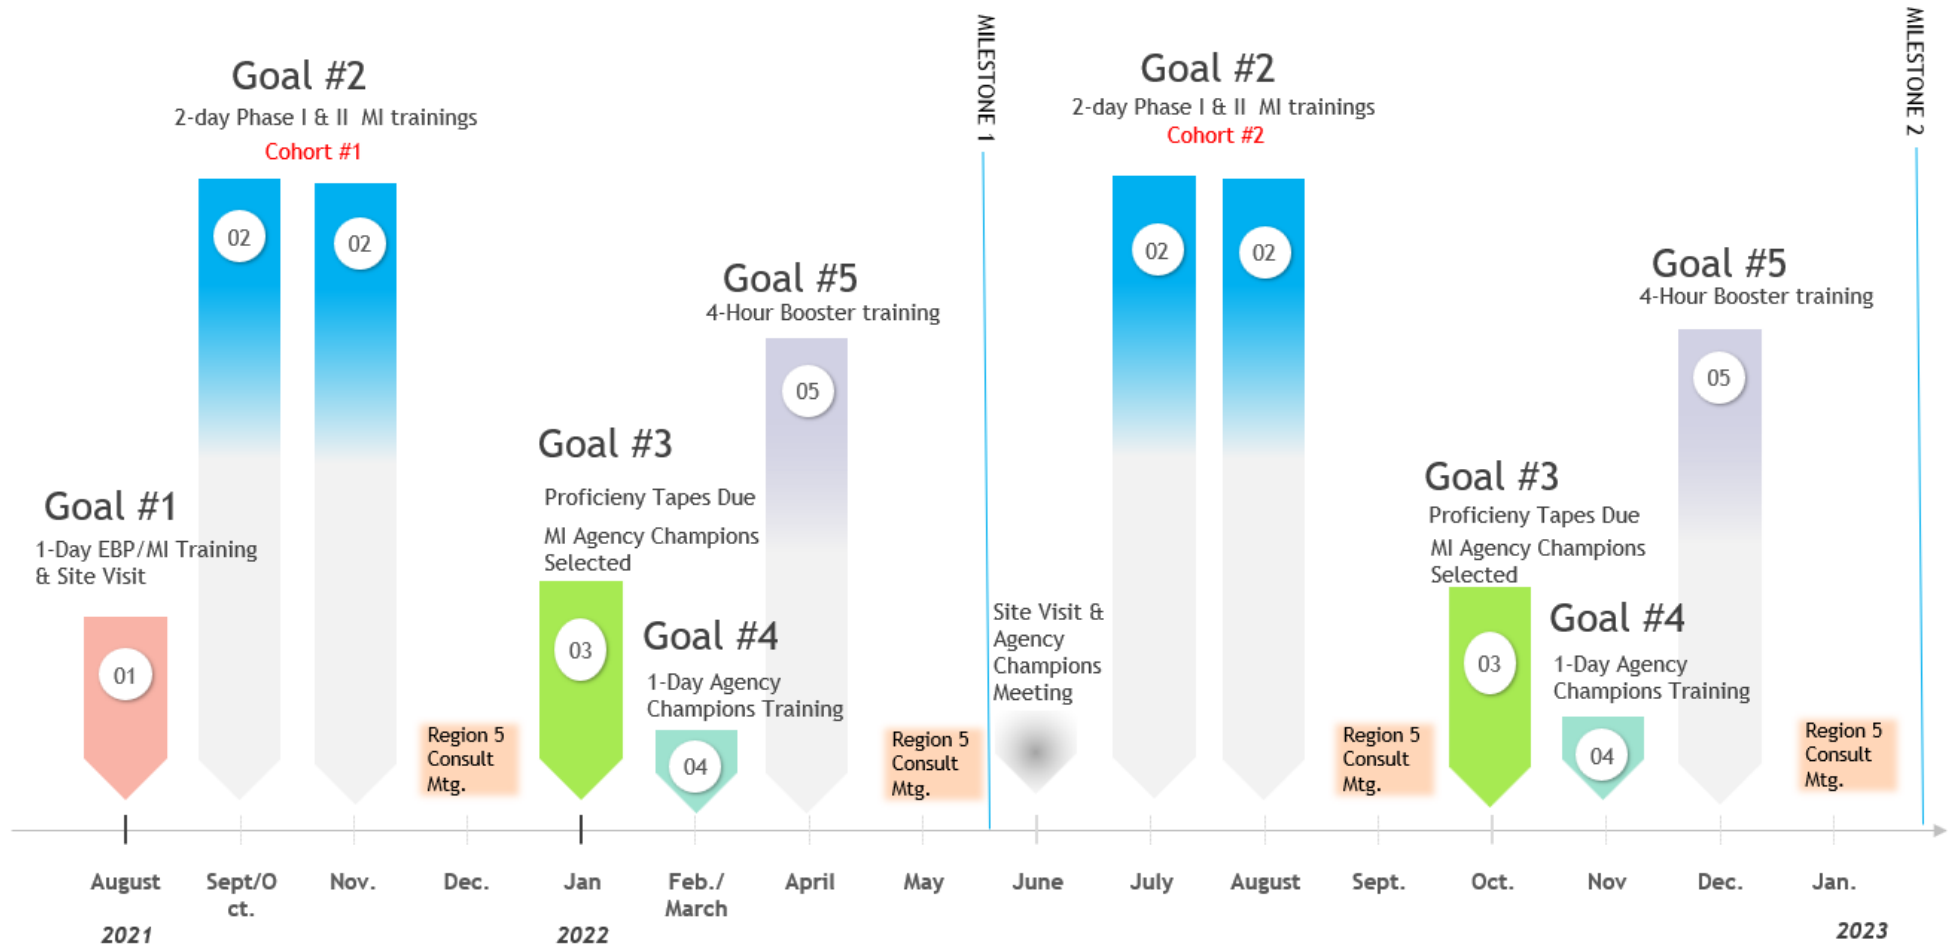 MILESTONE 1
MILESTONE 2
Goal #2
2-day Phase I & II MI trainings
Cohort #1
02
02
Goal #2
2-day Phase I & II MI trainings
Cohort #2
02
02
Goal #5
4-Hour Booster training
05
Goal #5
4-Hour Booster training
05
Goal #1
1-Day EBP/MI Training
& Site Visit
01
Goal #3
Proficieny Tapes Due
MI Agency Champions
Selected
03
Goal #4
1-Day Agency
Champions Training
04
Region 5
Consult
Mtg.
Region 5
Consult
Mtg.
Site Visit &
Agency
Champions
Meeting
Goal #3
Proficieny Tapes Due
MI Agency Champions
Selected
03
Goal #4
1-Day Agency
Champions Training
04
Region 5
Consult
Mtg.
Region 5
Consult
Mtg.
August
Sept/O
ct.
Nov.
Dec.
Jan
Feb./
March
April
May
June
July
August
Sept.
Oct.
Nov
Dec.
Jan.
2021
2022
2023